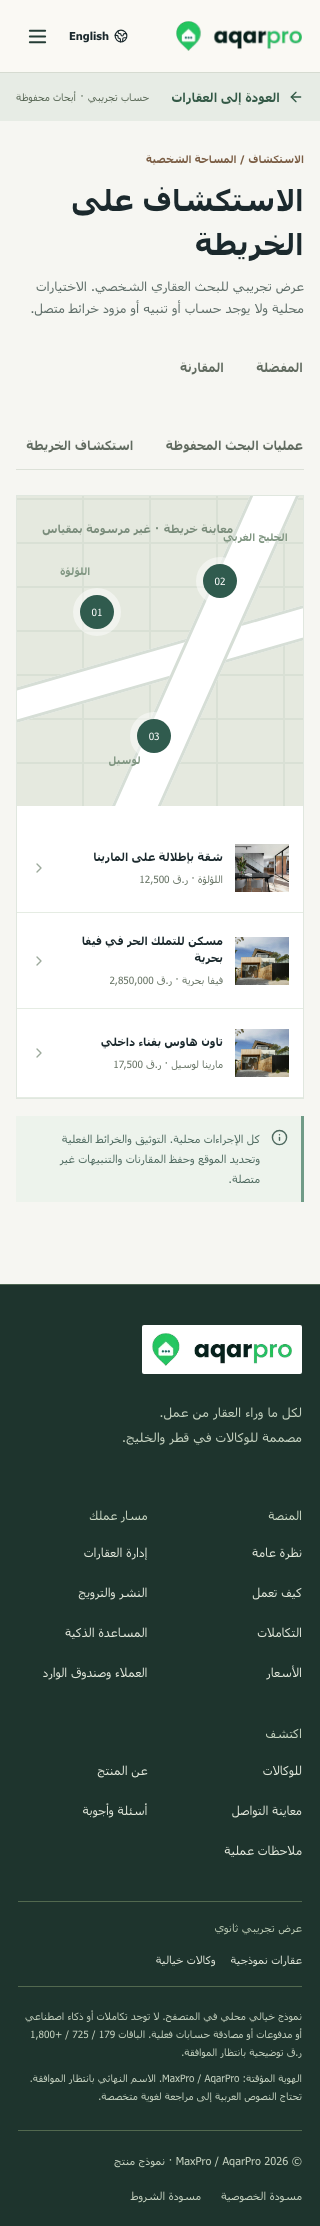 aqarpro
English
العودة إلى العقارات
حساب تجريبي · أبحاث محفوظة
الاستكشاف / المساحة الشخصية
الاستكشاف على
الخريطة
عرض تجريبي للبحث العقاري الشخصي. الاختيارات
محلية ولا يوجد حساب أو تنبيه أو مزود خرائط متصل.
المفضلة
المقارنة
عمليات البحث المحفوظة
استكشاف الخريطة
معاينة خريطة · غير مرسومة بمقياس
الخليج العربي
اللؤلؤة
02
01
03
لوسيل
شقة بإطلالة على المارينا
اللؤلؤة · ر.ق 12,500
مسكن للتملك الحر في فيفا
بحرية
فيفا بحرية · ر.ق 2,850,000
تاون هاوس بفناء داخلي
مارينا لوسيل · ر.ق 17,500
كل الإجراءات محلية. التوثيق والخرائط الفعلية
وتحديد الموقع وحفظ المقارنات والتنبيهات غير
متصلة.
aqarpro
لكل ما وراء العقار من عمل.
مصممة للوكالات في قطر والخليج.
المنصة
نظرة عامة
كيف تعمل
التكاملات
الأسعار
مسار عملك
إدارة العقارات
النشر والترويج
المساعدة الذكية
العملاء وصندوق الوارد
اكتشف
للوكالات
عن المنتج
معاينة التواصل
أسئلة وأجوبة
ملاحظات عملية
عرض تجريبي ثانوي
عقارات نموذجية
وكالات خيالية
نموذج خيالي محلي في المتصفح. لا توجد تكاملات أو ذكاء اصطناعي
أو مدفوعات أو مصادقة حسابات فعلية. الباقات 179 / 725 / +1,800
ر.ق توضيحية بانتظار الموافقة.
الهوية المؤقتة: MaxPro / AqarPro. الاسم النهائي بانتظار الموافقة.
تحتاج النصوص العربية إلى مراجعة لغوية متخصصة.
© 2026 MaxPro / AqarPro · نموذج منتج
مسودة الخصوصية
مسودة الشروط